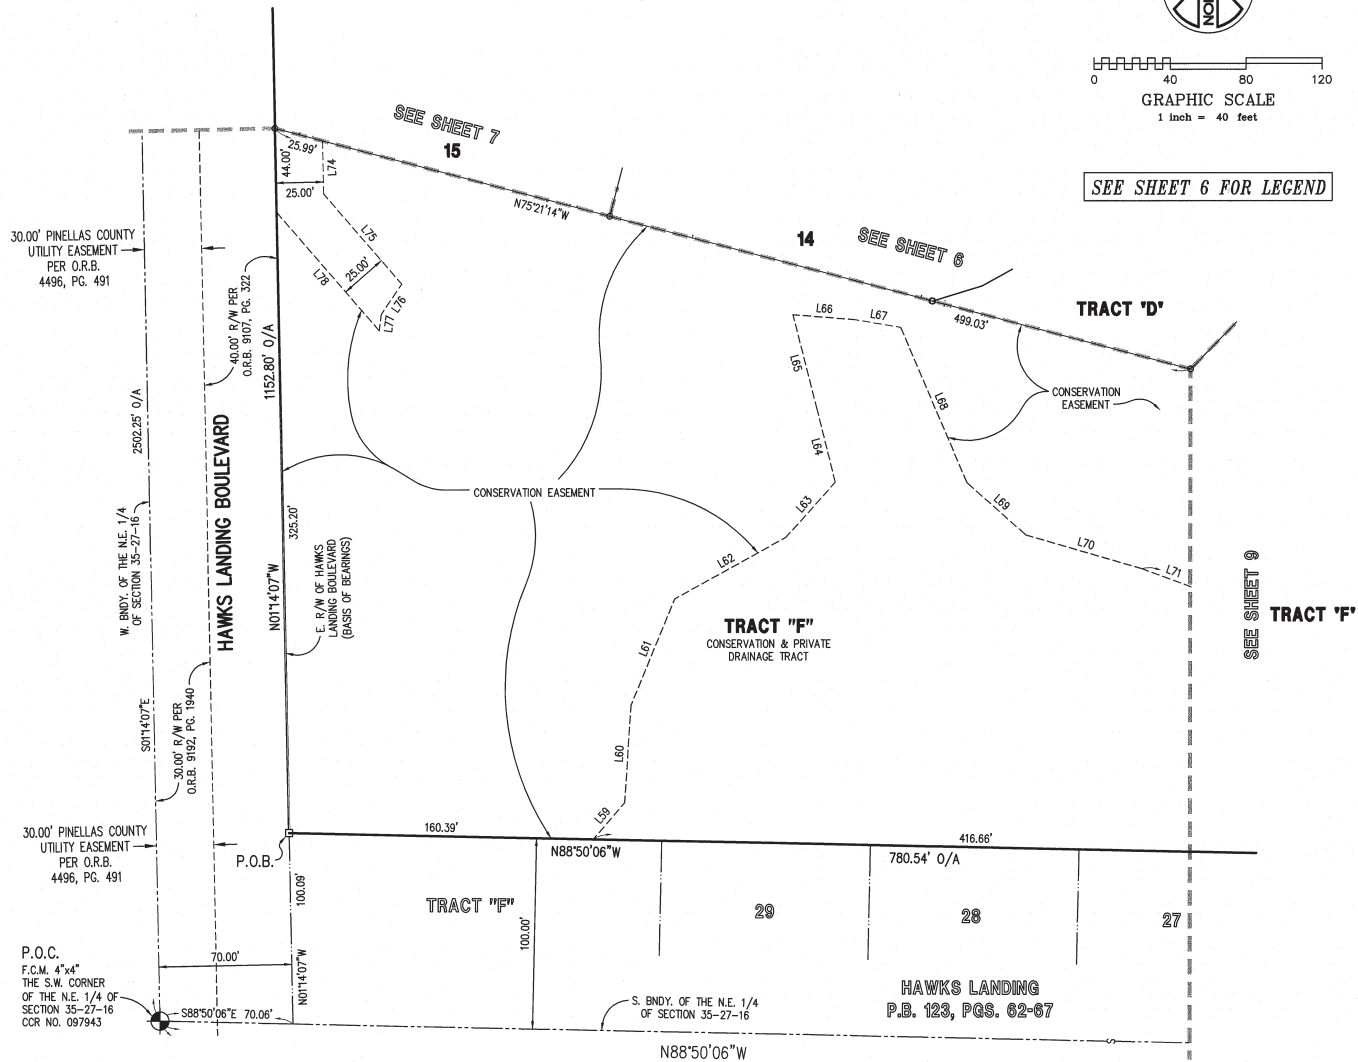 0 40 80 120
GRAPHIC SCALE
1 inch = 40 feet
SEE SHEET 6 FOR LEGEND
SEE SHEET 7
15
25.99'
44.00'
L74
25.00'
N75°21'14"W
L75
25.00'
L78
L76
L77
14
SEE SHEET 6
499.03'
TRACT "D"
30.00' PINELLAS COUNTY
UTILITY EASEMENT
PER O.R.B.
4496, PG. 491
40.00' R/W PER
O.R.B. 9107, PG. 322
1152.80' O/A
2502.25' O/A
L66
L67
L65
L68
L64
L63
L62
L61
L60
L59
L69
L70
L71
CONSERVATION
EASEMENT
CONSERVATION EASEMENT
HAWKS LANDING BOULEVARD
325.20'
N01°14'07"W
E. R/W OF HAWKS
LANDING BOULEVARD
(BASIS OF BEARINGS)
W. BNDY. OF THE N.E. 1/4
OF SECTION 35-27-16
S01°14'07"E
30.00' R/W PER
O.R.B. 9192, PG. 1940
TRACT "F"
CONSERVATION & PRIVATE
DRAINAGE TRACT
SEE SHEET 9
TRACT "F"
30.00' PINELLAS COUNTY
UTILITY EASEMENT
PER O.R.B.
4496, PG. 491
P.O.B.
160.39'
N88°50'06"W
416.66'
780.54' O/A
100.09'
TRACT "F"
100.00'
29
28
27
N01°14'07"W
70.00'
P.O.C.
F.C.M. 4"x4"
THE S.W. CORNER
OF THE N.E. 1/4 OF
SECTION 35-27-16
CCR NO. 097943
S88°50'06"E 70.06'
S. BNDY. OF THE N.E. 1/4
OF SECTION 35-27-16
HAWKS LANDING
P.B. 123, PGS. 62-67
N88°50'06"W